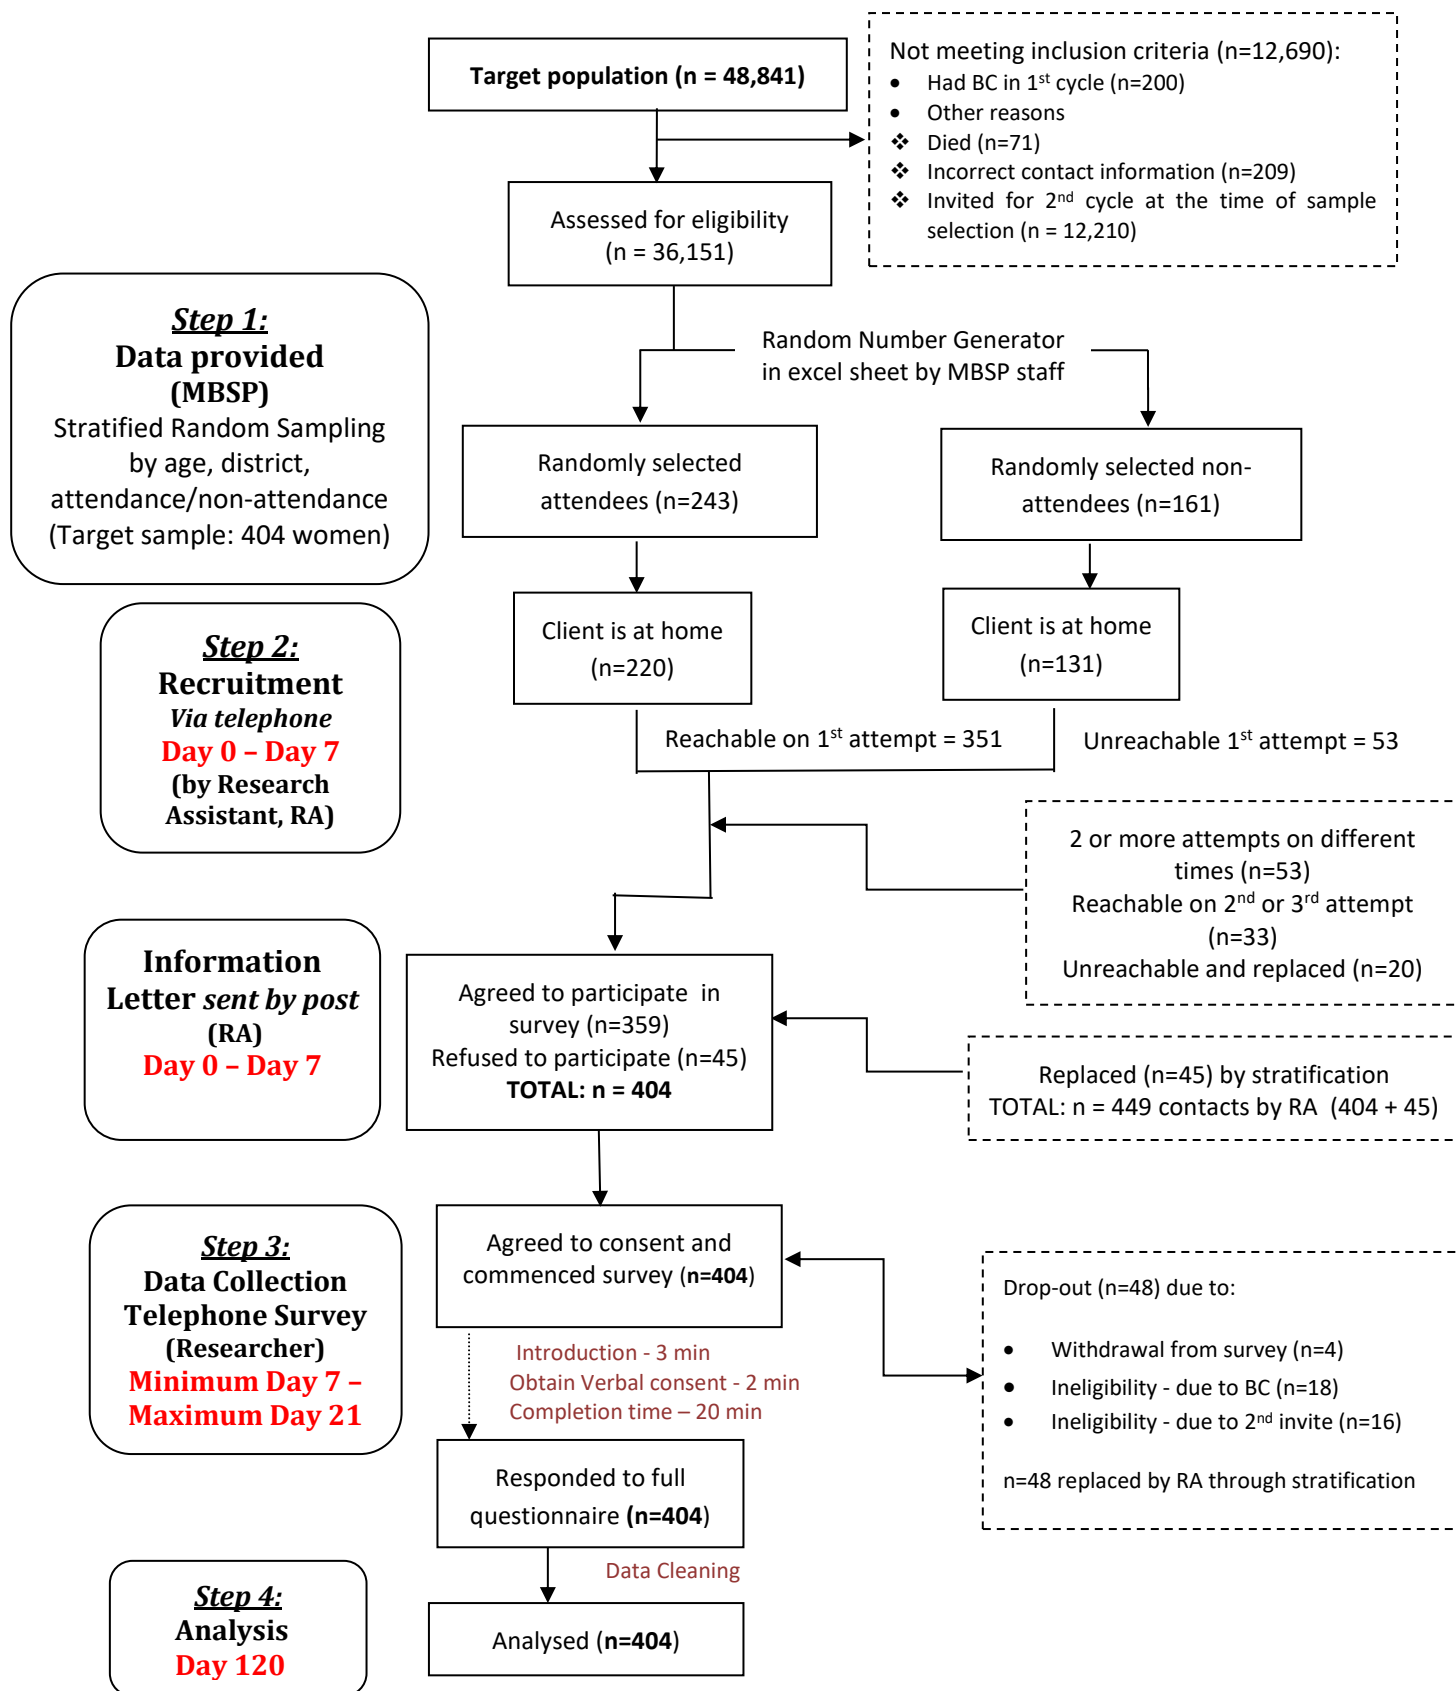 Target population (n = 48,841)
Not meeting inclusion criteria (n=12,690):
• Had BC in 1st cycle (n=200)
• Other reasons
❖ Died (n=71)
❖ Incorrect contact information (n=209)
❖ Invited for 2nd cycle at the time of sample
selection (n = 12,210)
Assessed for eligibility
(n = 36,151)
Step 1:
Data provided
(MBSP)
Stratified Random Sampling
by age, district,
attendance/non-attendance
(Target sample: 404 women)
Random Number Generator
in excel sheet by MBSP staff
Randomly selected
attendees (n=243)
Randomly selected non-
attendees (n=161)
Step 2:
Recruitment
Via telephone
Day 0 – Day 7
(by Research
Assistant, RA)
Client is at home
(n=220)
Client is at home
(n=131)
Reachable on 1st attempt = 351
Unreachable 1st attempt = 53
2 or more attempts on different
times (n=53)
Reachable on 2nd or 3rd attempt
(n=33)
Unreachable and replaced (n=20)
Information
Letter sent by post
(RA)
Day 0 – Day 7
Agreed to participate in
survey (n=359)
Refused to participate (n=45)
TOTAL: n = 404
Replaced (n=45) by stratification
TOTAL: n = 449 contacts by RA (404 + 45)
Step 3:
Data Collection
Telephone Survey
(Researcher)
Minimum Day 7 –
Maximum Day 21
Agreed to consent and
commenced survey (n=404)
Drop-out (n=48) due to:
• Withdrawal from survey (n=4)
• Ineligibility - due to BC (n=18)
• Ineligibility - due to 2nd invite (n=16)
n=48 replaced by RA through stratification
Introduction - 3 min
Obtain Verbal consent - 2 min
Completion time – 20 min
Responded to full
questionnaire (n=404)
Data Cleaning
Step 4:
Analysis
Day 120
Analysed (n=404)